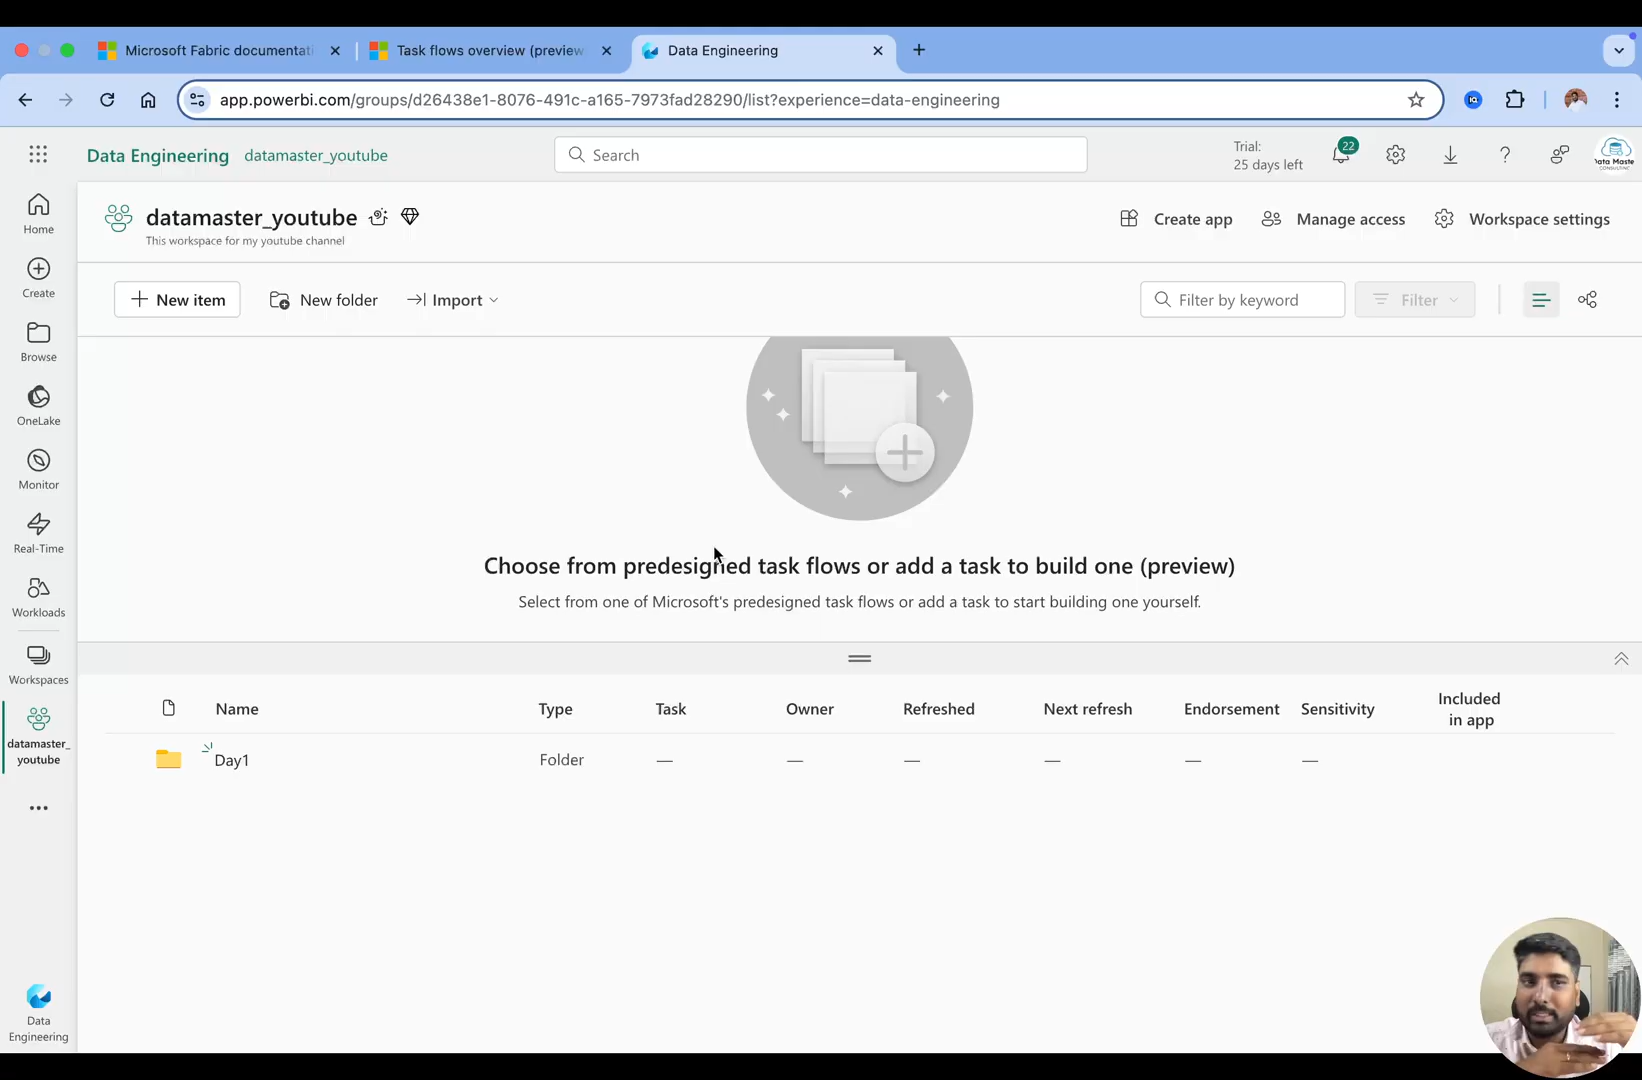 Microsoft Fabric documentati
Task flows overview (preview
Data Engineering
app.powerbi.com/groups/d26438e1-8076-491c-a165-7973fad28290/list?experience=data-engineering
Data Engineering
datamaster_youtube
Search
Trial:
25 days left
22
Home
Create
Browse
OneLake
Monitor
Real-Time
Workloads
Workspaces
datamaster_
youtube
Data
Engineering
datamaster_youtube
This workspace for my youtube channel
Create app
Manage access
Workspace settings
New item
New folder
Import
Filter by keyword
Filter
Choose from predesigned task flows or add a task to build one (preview)
Select from one of Microsoft's predesigned task flows or add a task to start building one yourself.
Name
Type
Task
Owner
Refreshed
Next refresh
Endorsement
Sensitivity
Included
in app
Day1
Folder
— — — — — —